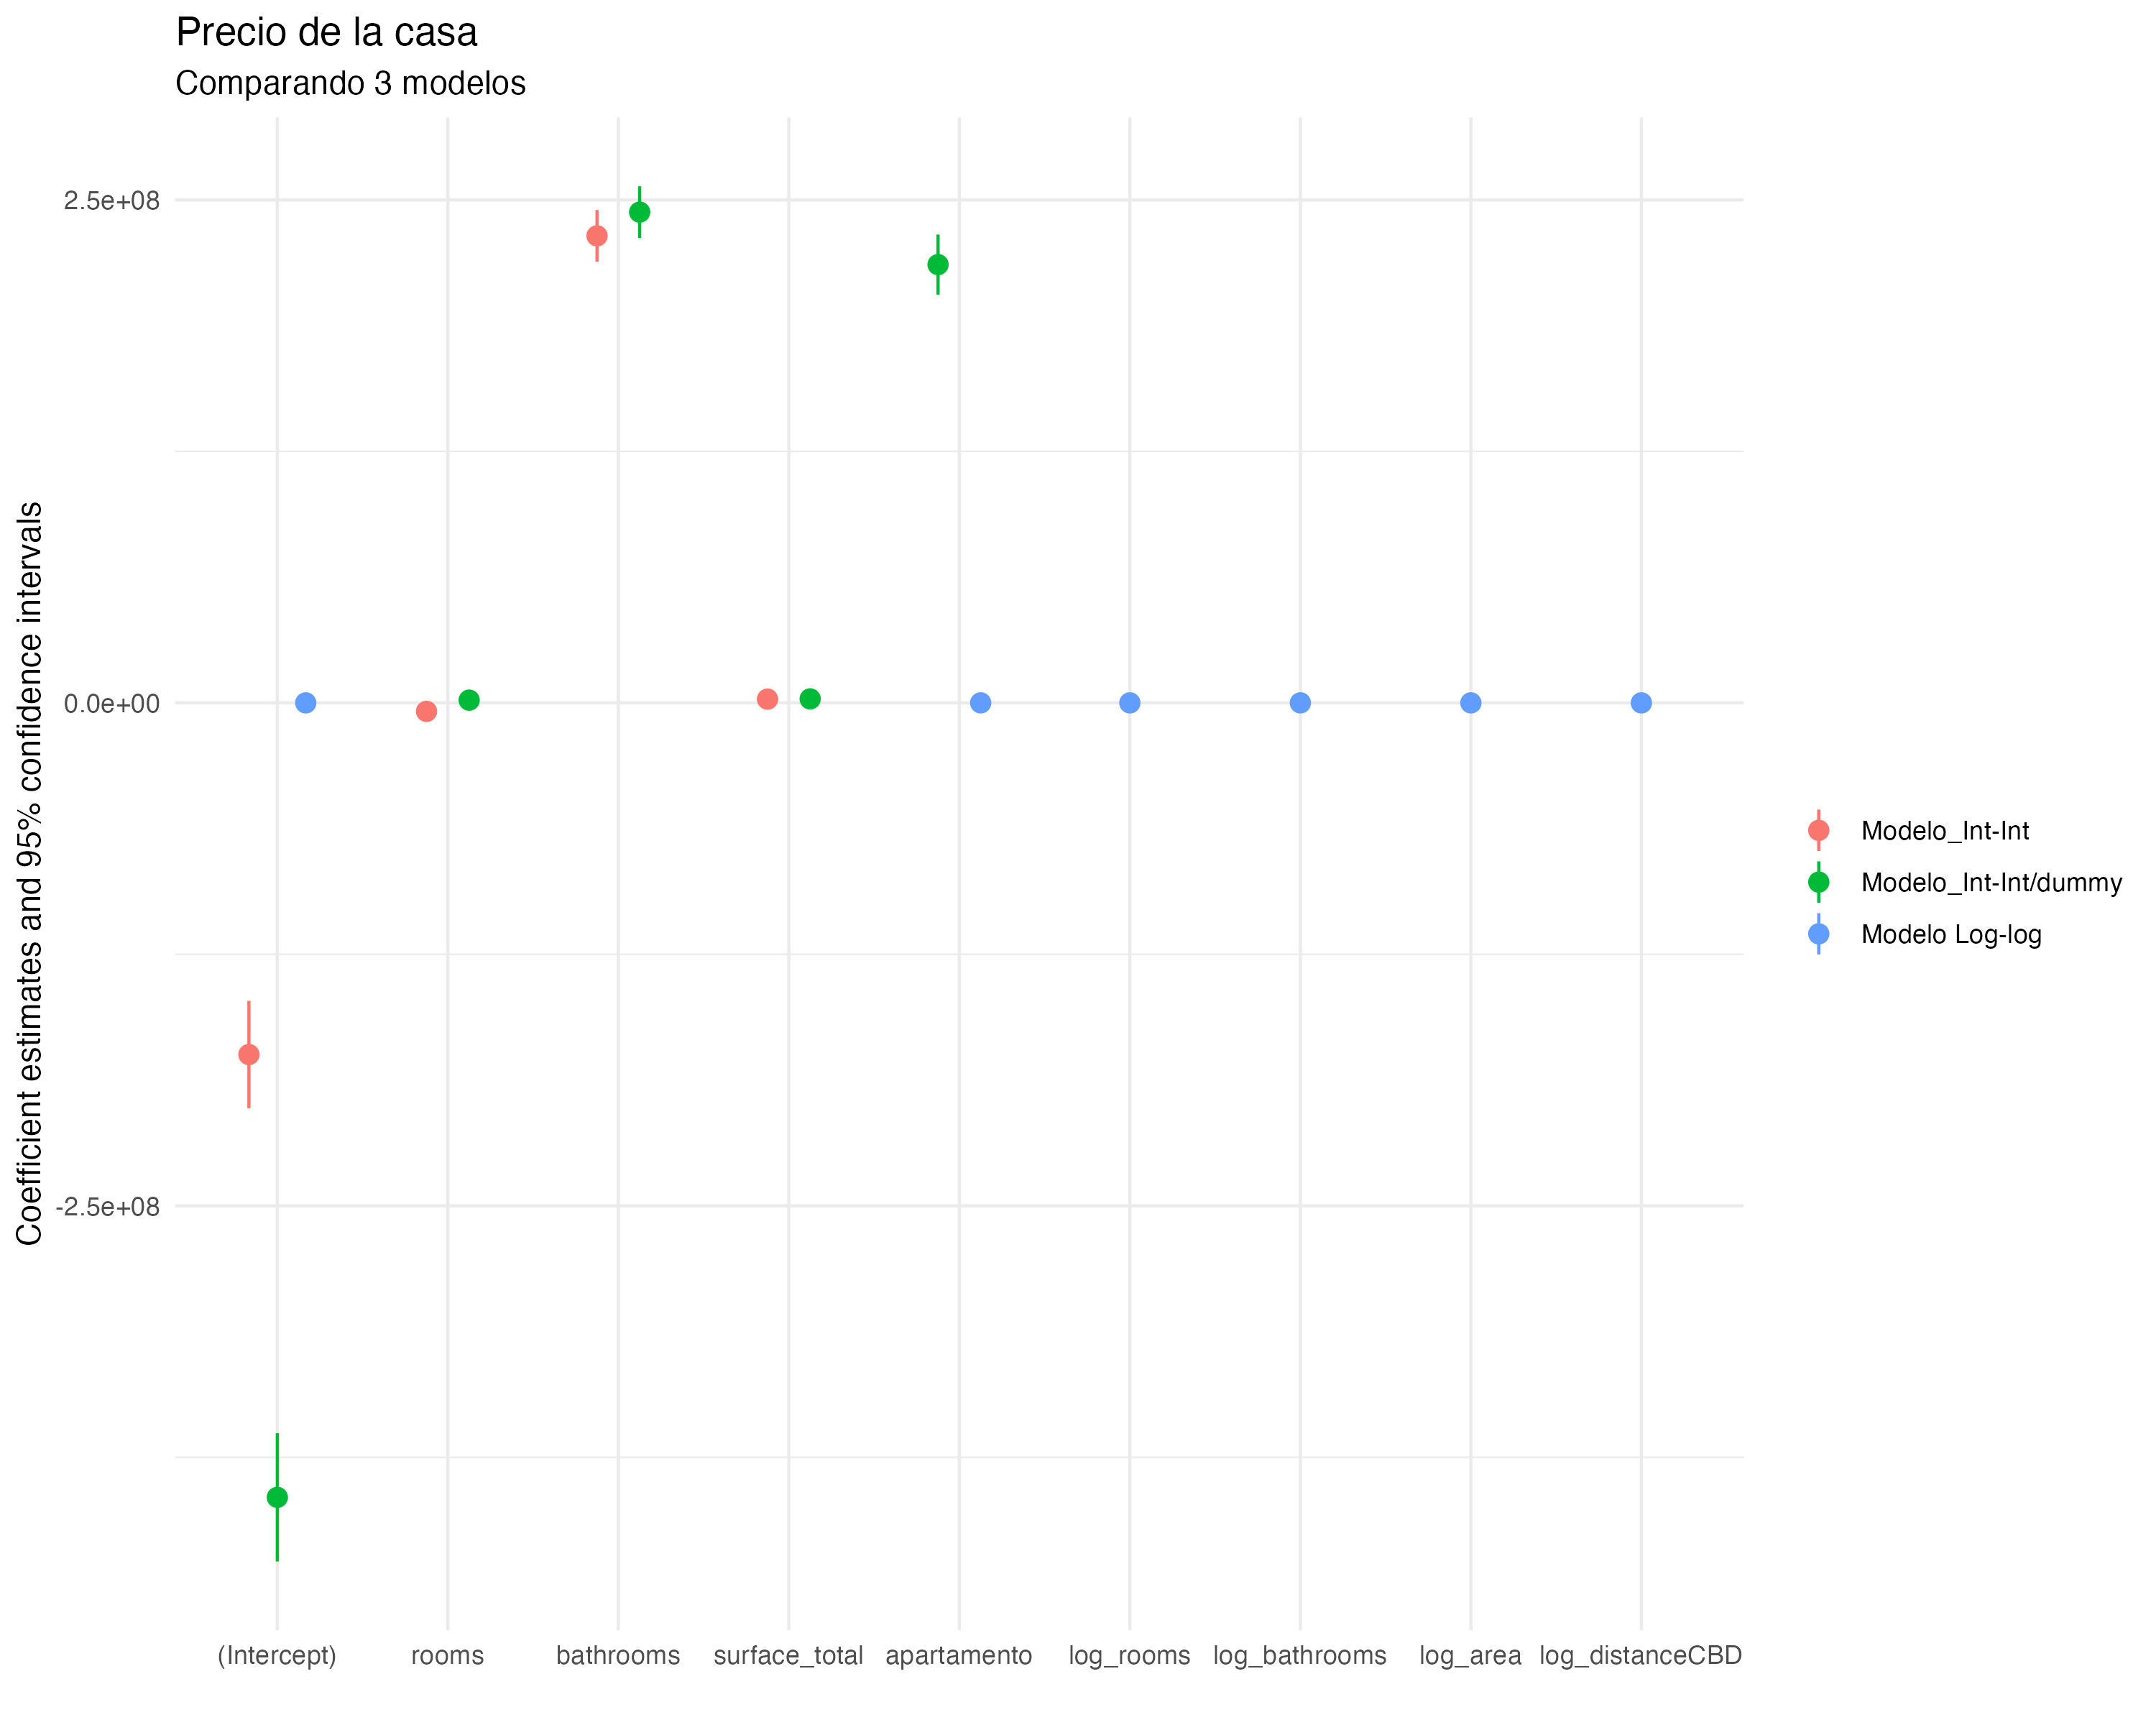 Precio de la casa
Comparando 3 modelos
Coefficient estimates and 95% confidence intervals
2.5e+08
0.0e+00
-2.5e+08
(Intercept) rooms bathrooms surface_total apartamento log_rooms log_bathrooms log_area log_distanceCBD
Modelo_Int-Int
Modelo_Int-Int/dummy
Modelo Log-log